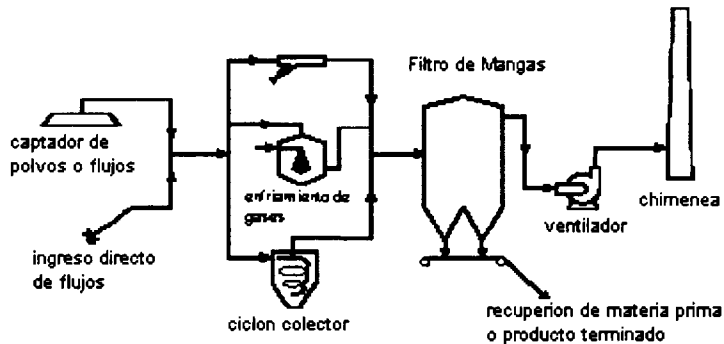 Filtro de Mangas
captador de
polvos o flujos
enfriamiento de
gases
ingreso directo
de flujos
ciclon colector
ventilador
chimenea
recuperion de materia prima
o producto terminado